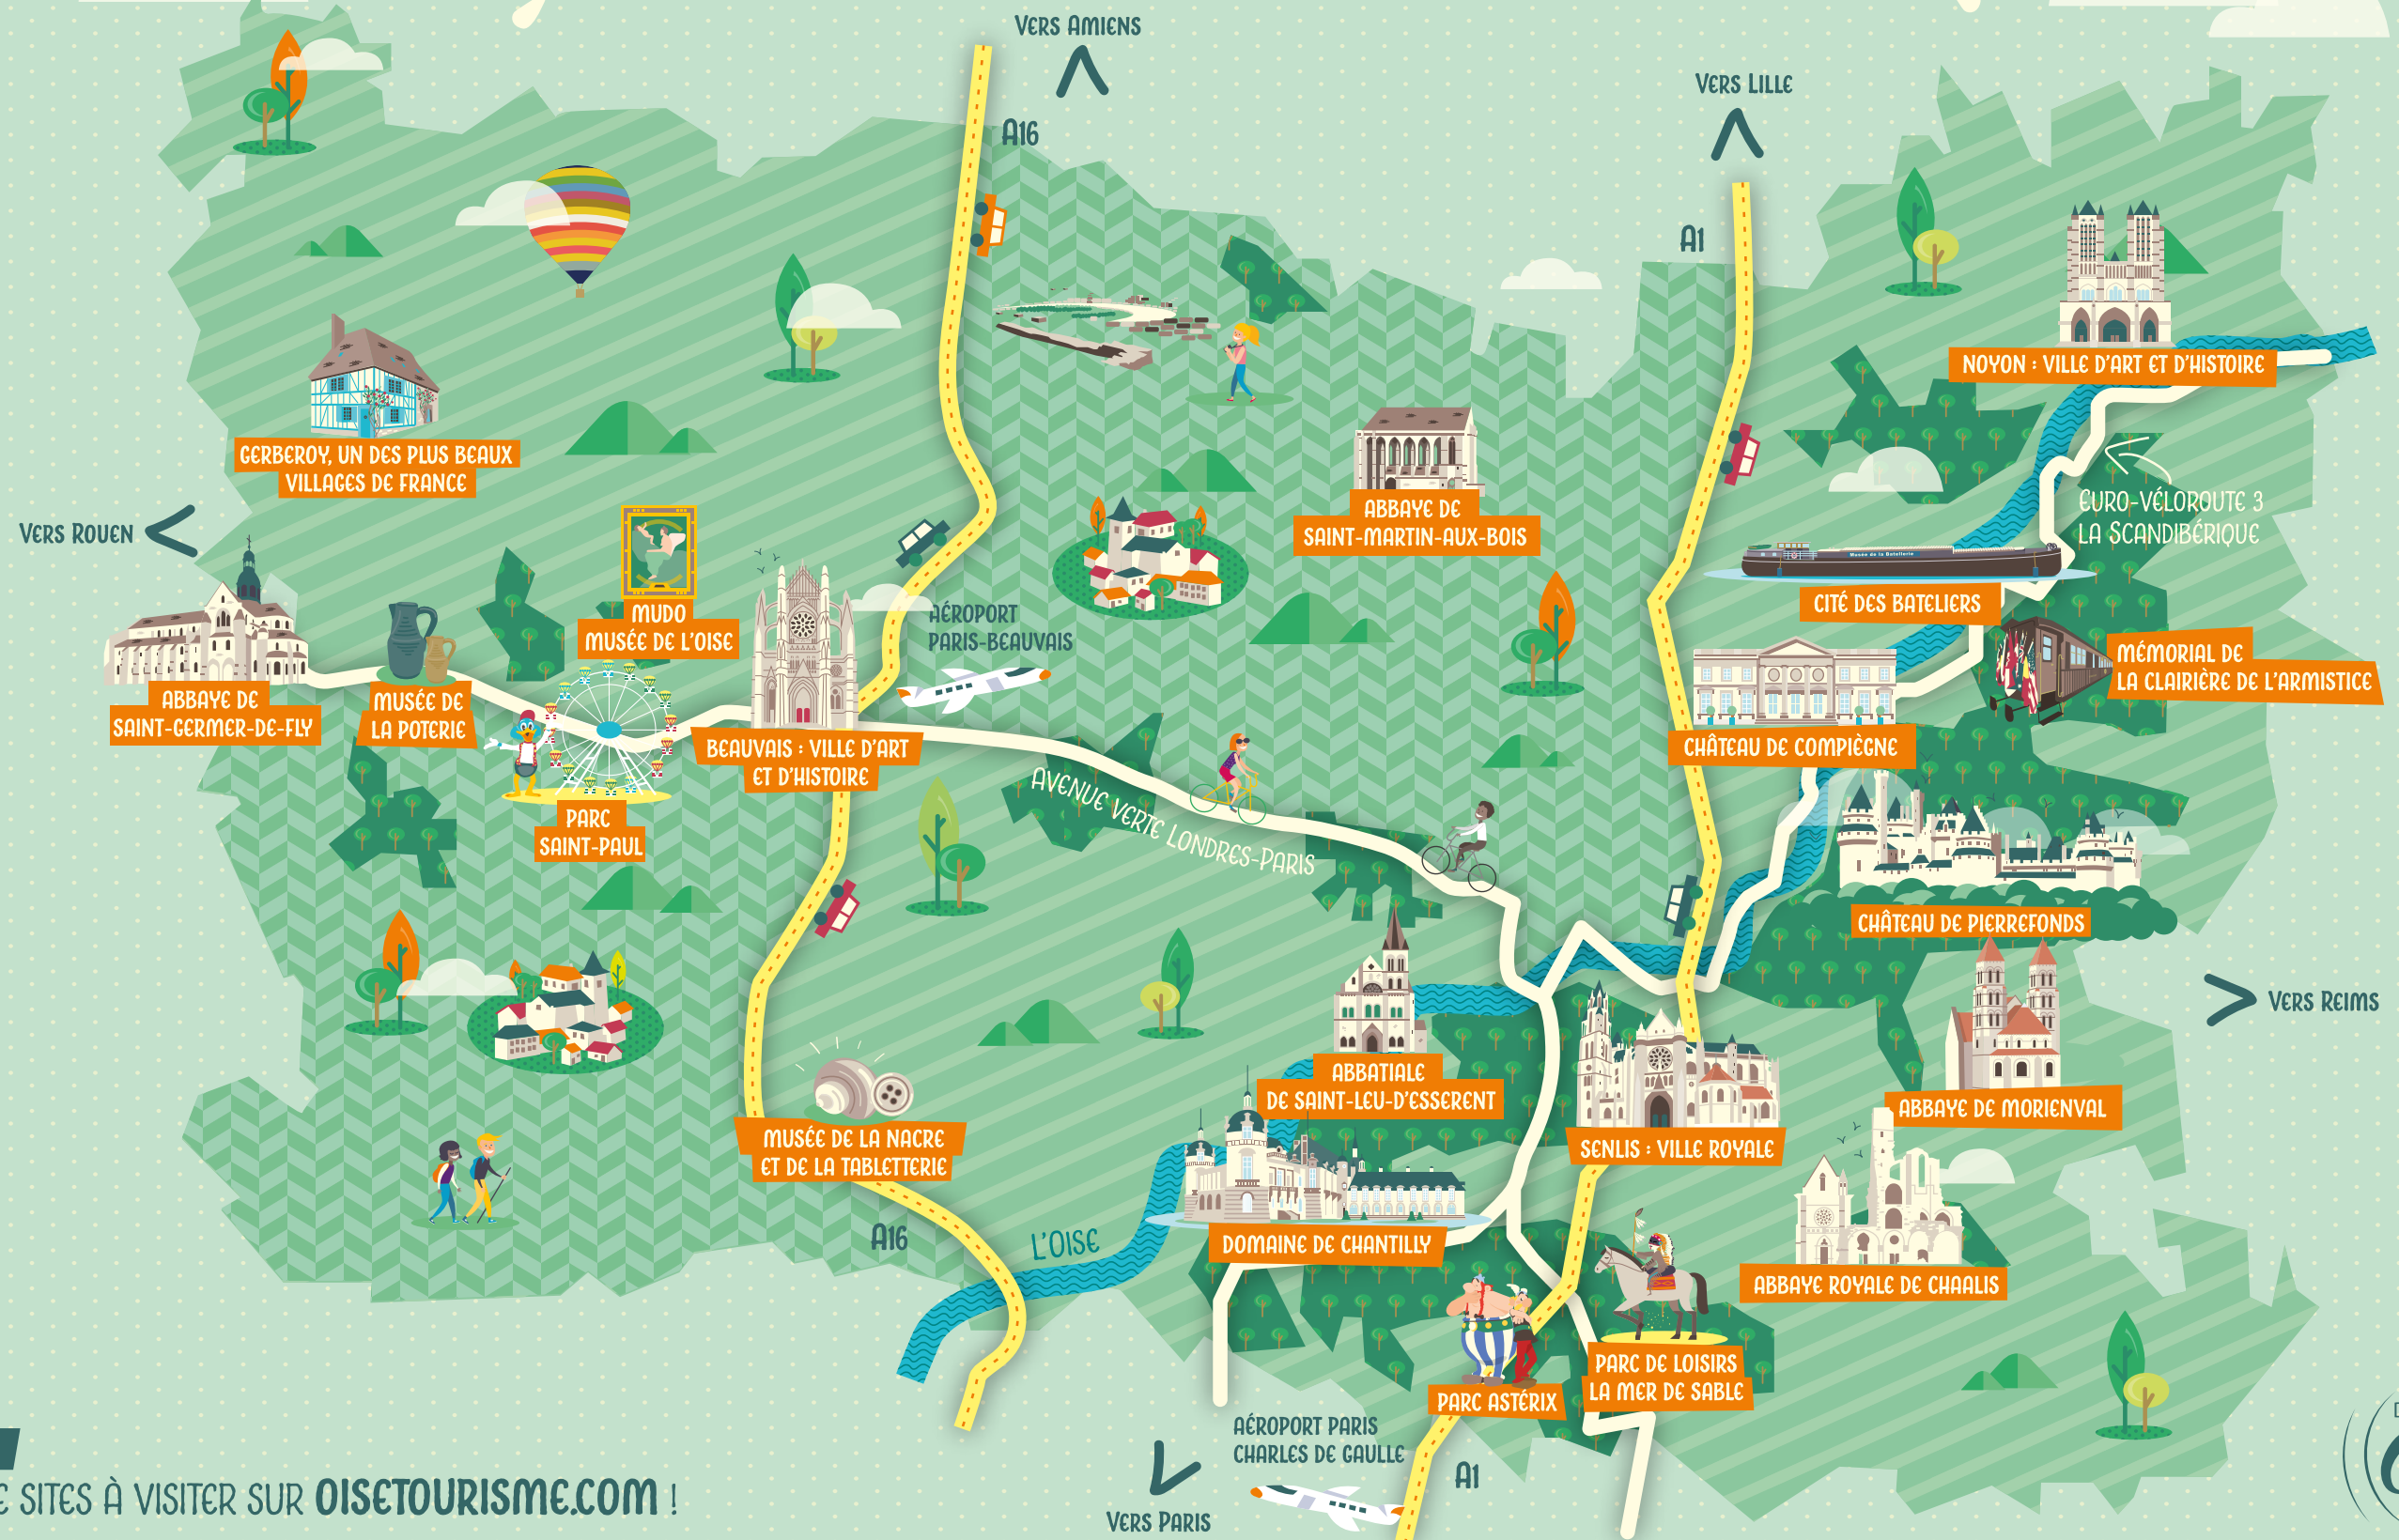 Vers Amiens
A16
Vers Lille
A1
NOYON : VILLE D'ART ET D'HISTOIRE
GERBEROY, UN DES PLUS BEAUX
VILLAGES DE FRANCE
Vers Rouen
ABBAYE DE
SAINT-MARTIN-AUX-BOIS
Euro-véloroute 3
la Scandibérique
Musée de la Batellerie
CITÉ DES BATELIERS
MUDO
MUSÉE DE L'OISE
Aéroport
Paris-Beauvais
MÉMORIAL DE
LA CLAIRIÈRE DE L'ARMISTICE
ABBAYE DE
SAINT-GERMER-DE-FLY
MUSÉE DE
LA POTERIE
BEAUVAIS : VILLE D'ART
ET D'HISTOIRE
CHÂTEAU DE COMPIÈGNE
PARC
SAINT-PAUL
Avenue verte Londres-Paris
CHÂTEAU DE PIERREFONDS
Vers Reims
ABBATIALE
DE SAINT-LEU-D'ESSERENT
ABBAYE DE MORIENVAL
MUSÉE DE LA NACRE
ET DE LA TABLETTERIE
SENLIS : VILLE ROYALE
A16
L'OISE
DOMAINE DE CHANTILLY
ABBAYE ROYALE DE CHAALIS
PARC ASTÉRIX
PARC DE LOISIRS
LA MER DE SABLE
Aéroport Paris
Charles de Gaulle
A1
Vers Paris
SITES À VISITER SUR OISETOURISME.COM !